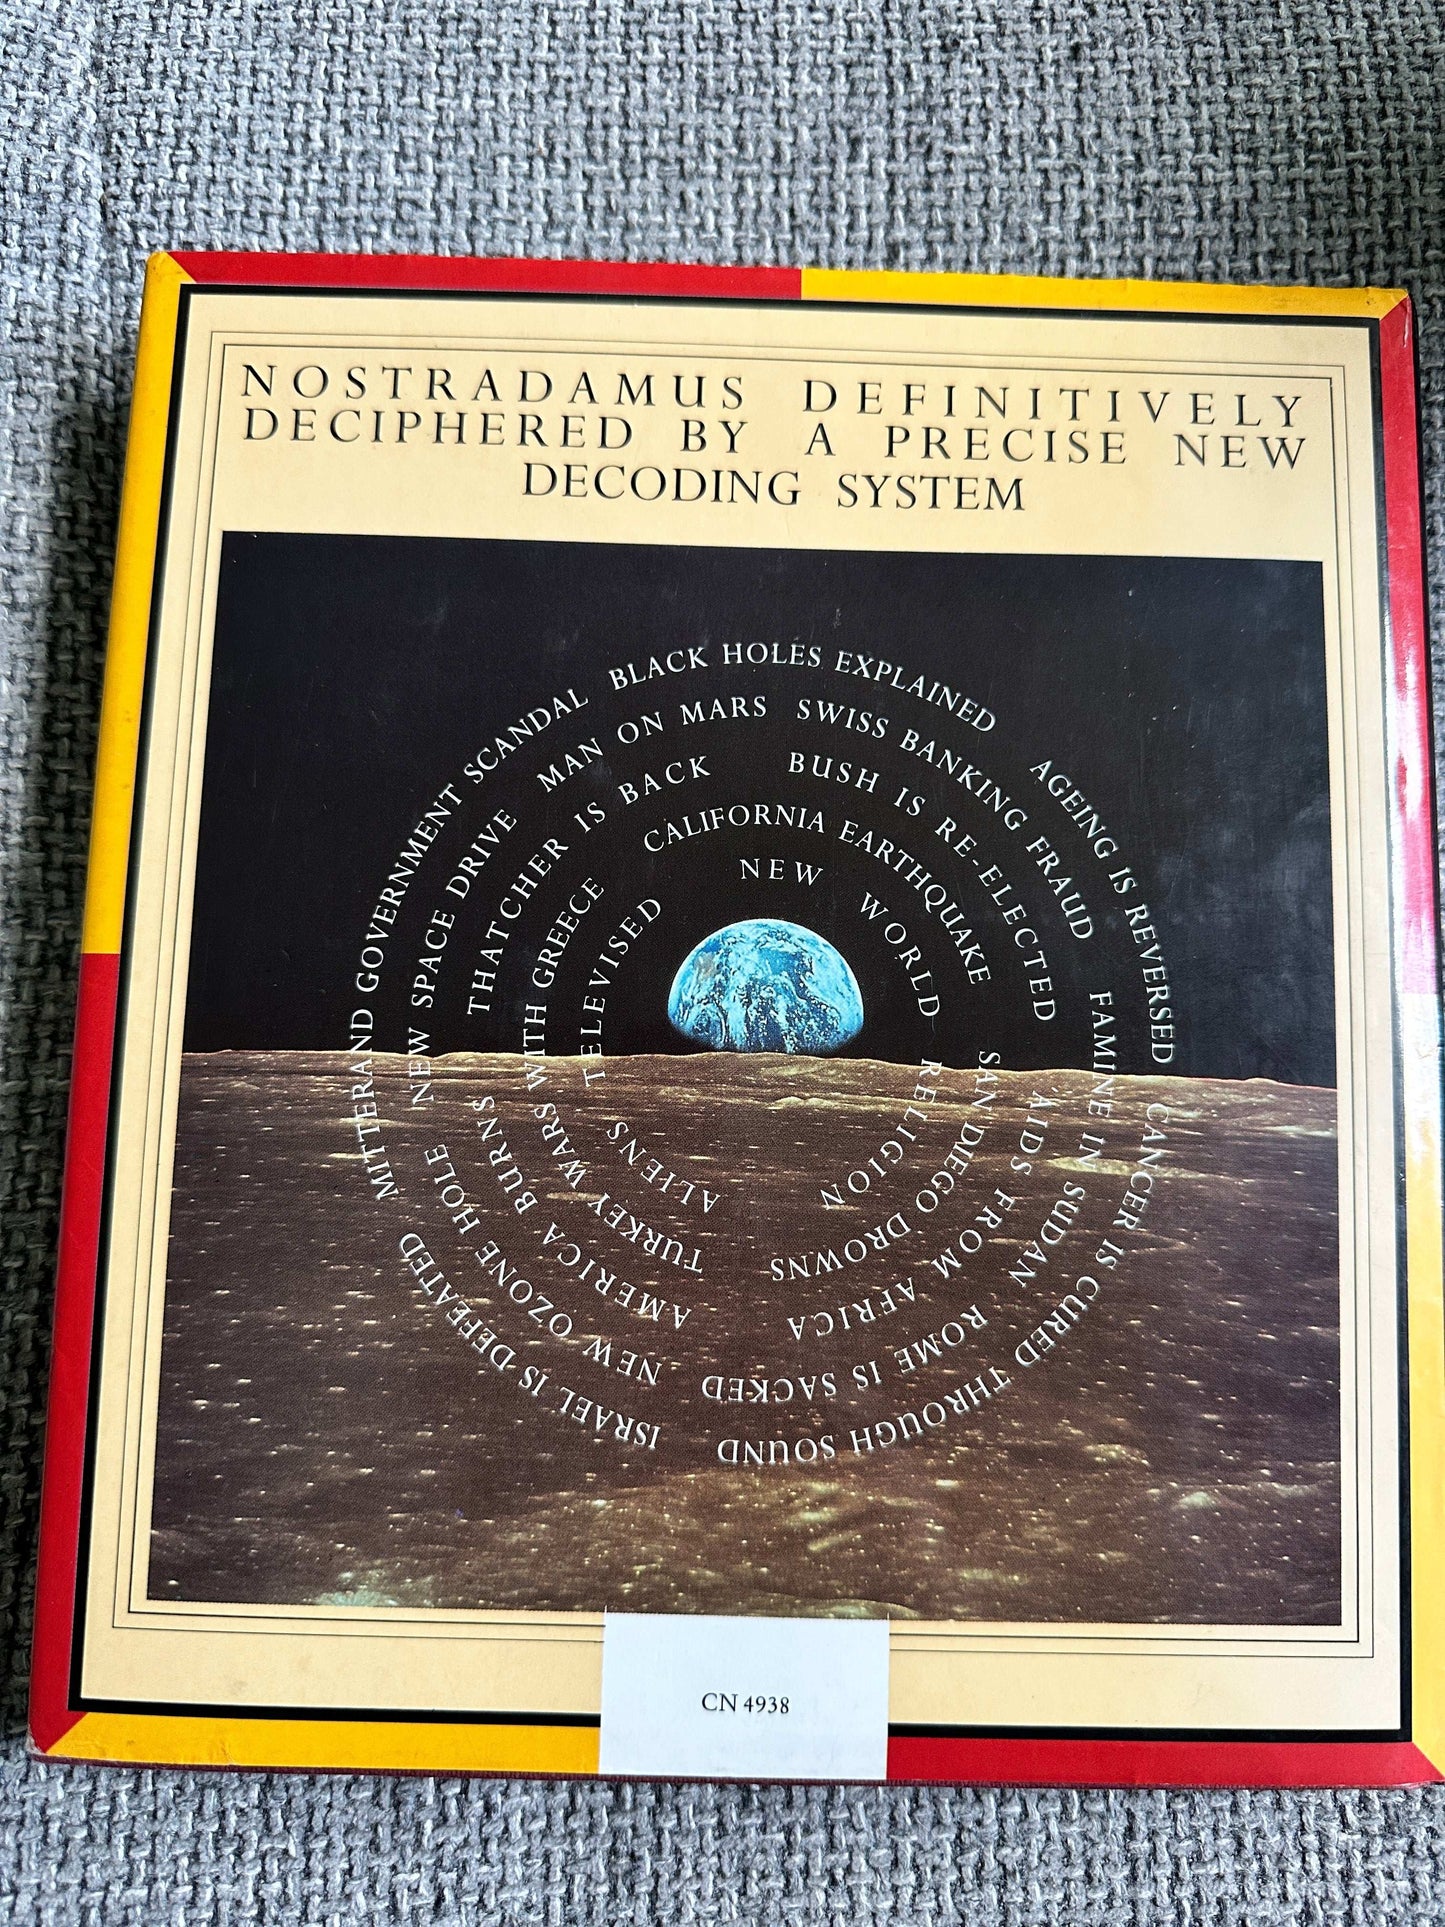 NOSTRADAMUS DEFINITIVELY
DECIPHERED BY A PRECISE NEW
DECODING SYSTEM
MITTERAND GOVERNMENT SCANDAL
BLACK HOLES EXPLAINED
AGEING IS REVERSED
CANCER IS CURED THROUGH SOUND
ISRAEL IS DEFEATED
NEW SPACE DRIVE
MAN ON MARS
SWISS BANKING FRAUD
FAMINE IN SUDAN
ROME IS SACKED
NEW OZONE HOLE
THATCHER IS BACK
BUSH IS RE-ELECTED
AIDS FROM AFRICA
AMERICA BURNS
CALIFORNIA EARTHQUAKE
SAN DIEGO DROWNS
TURKEY WARS WITH GREECE
NEW WORLD RELIGION
ALIENS TELEVISED
CN 4938